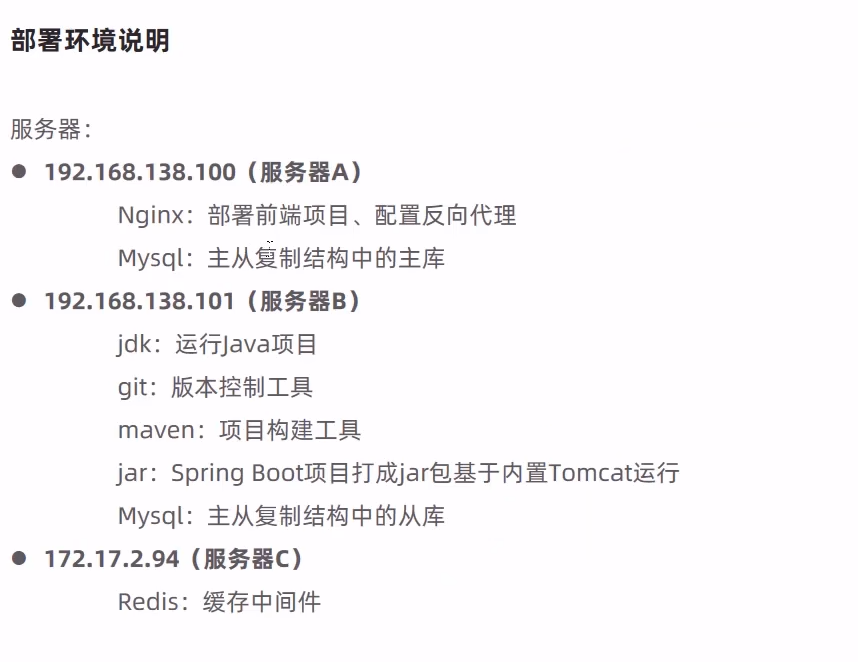 部署环境说明
服务器：
● 192.168.138.100（服务器A）
Nginx：部署前端项目、配置反向代理
Mysql：主从复制结构中的主库
● 192.168.138.101（服务器B）
jdk：运行Java项目
git：版本控制工具
maven：项目构建工具
jar：Spring Boot项目打成jar包基于内置Tomcat运行
Mysql：主从复制结构中的从库
● 172.17.2.94（服务器C）
Redis：缓存中间件